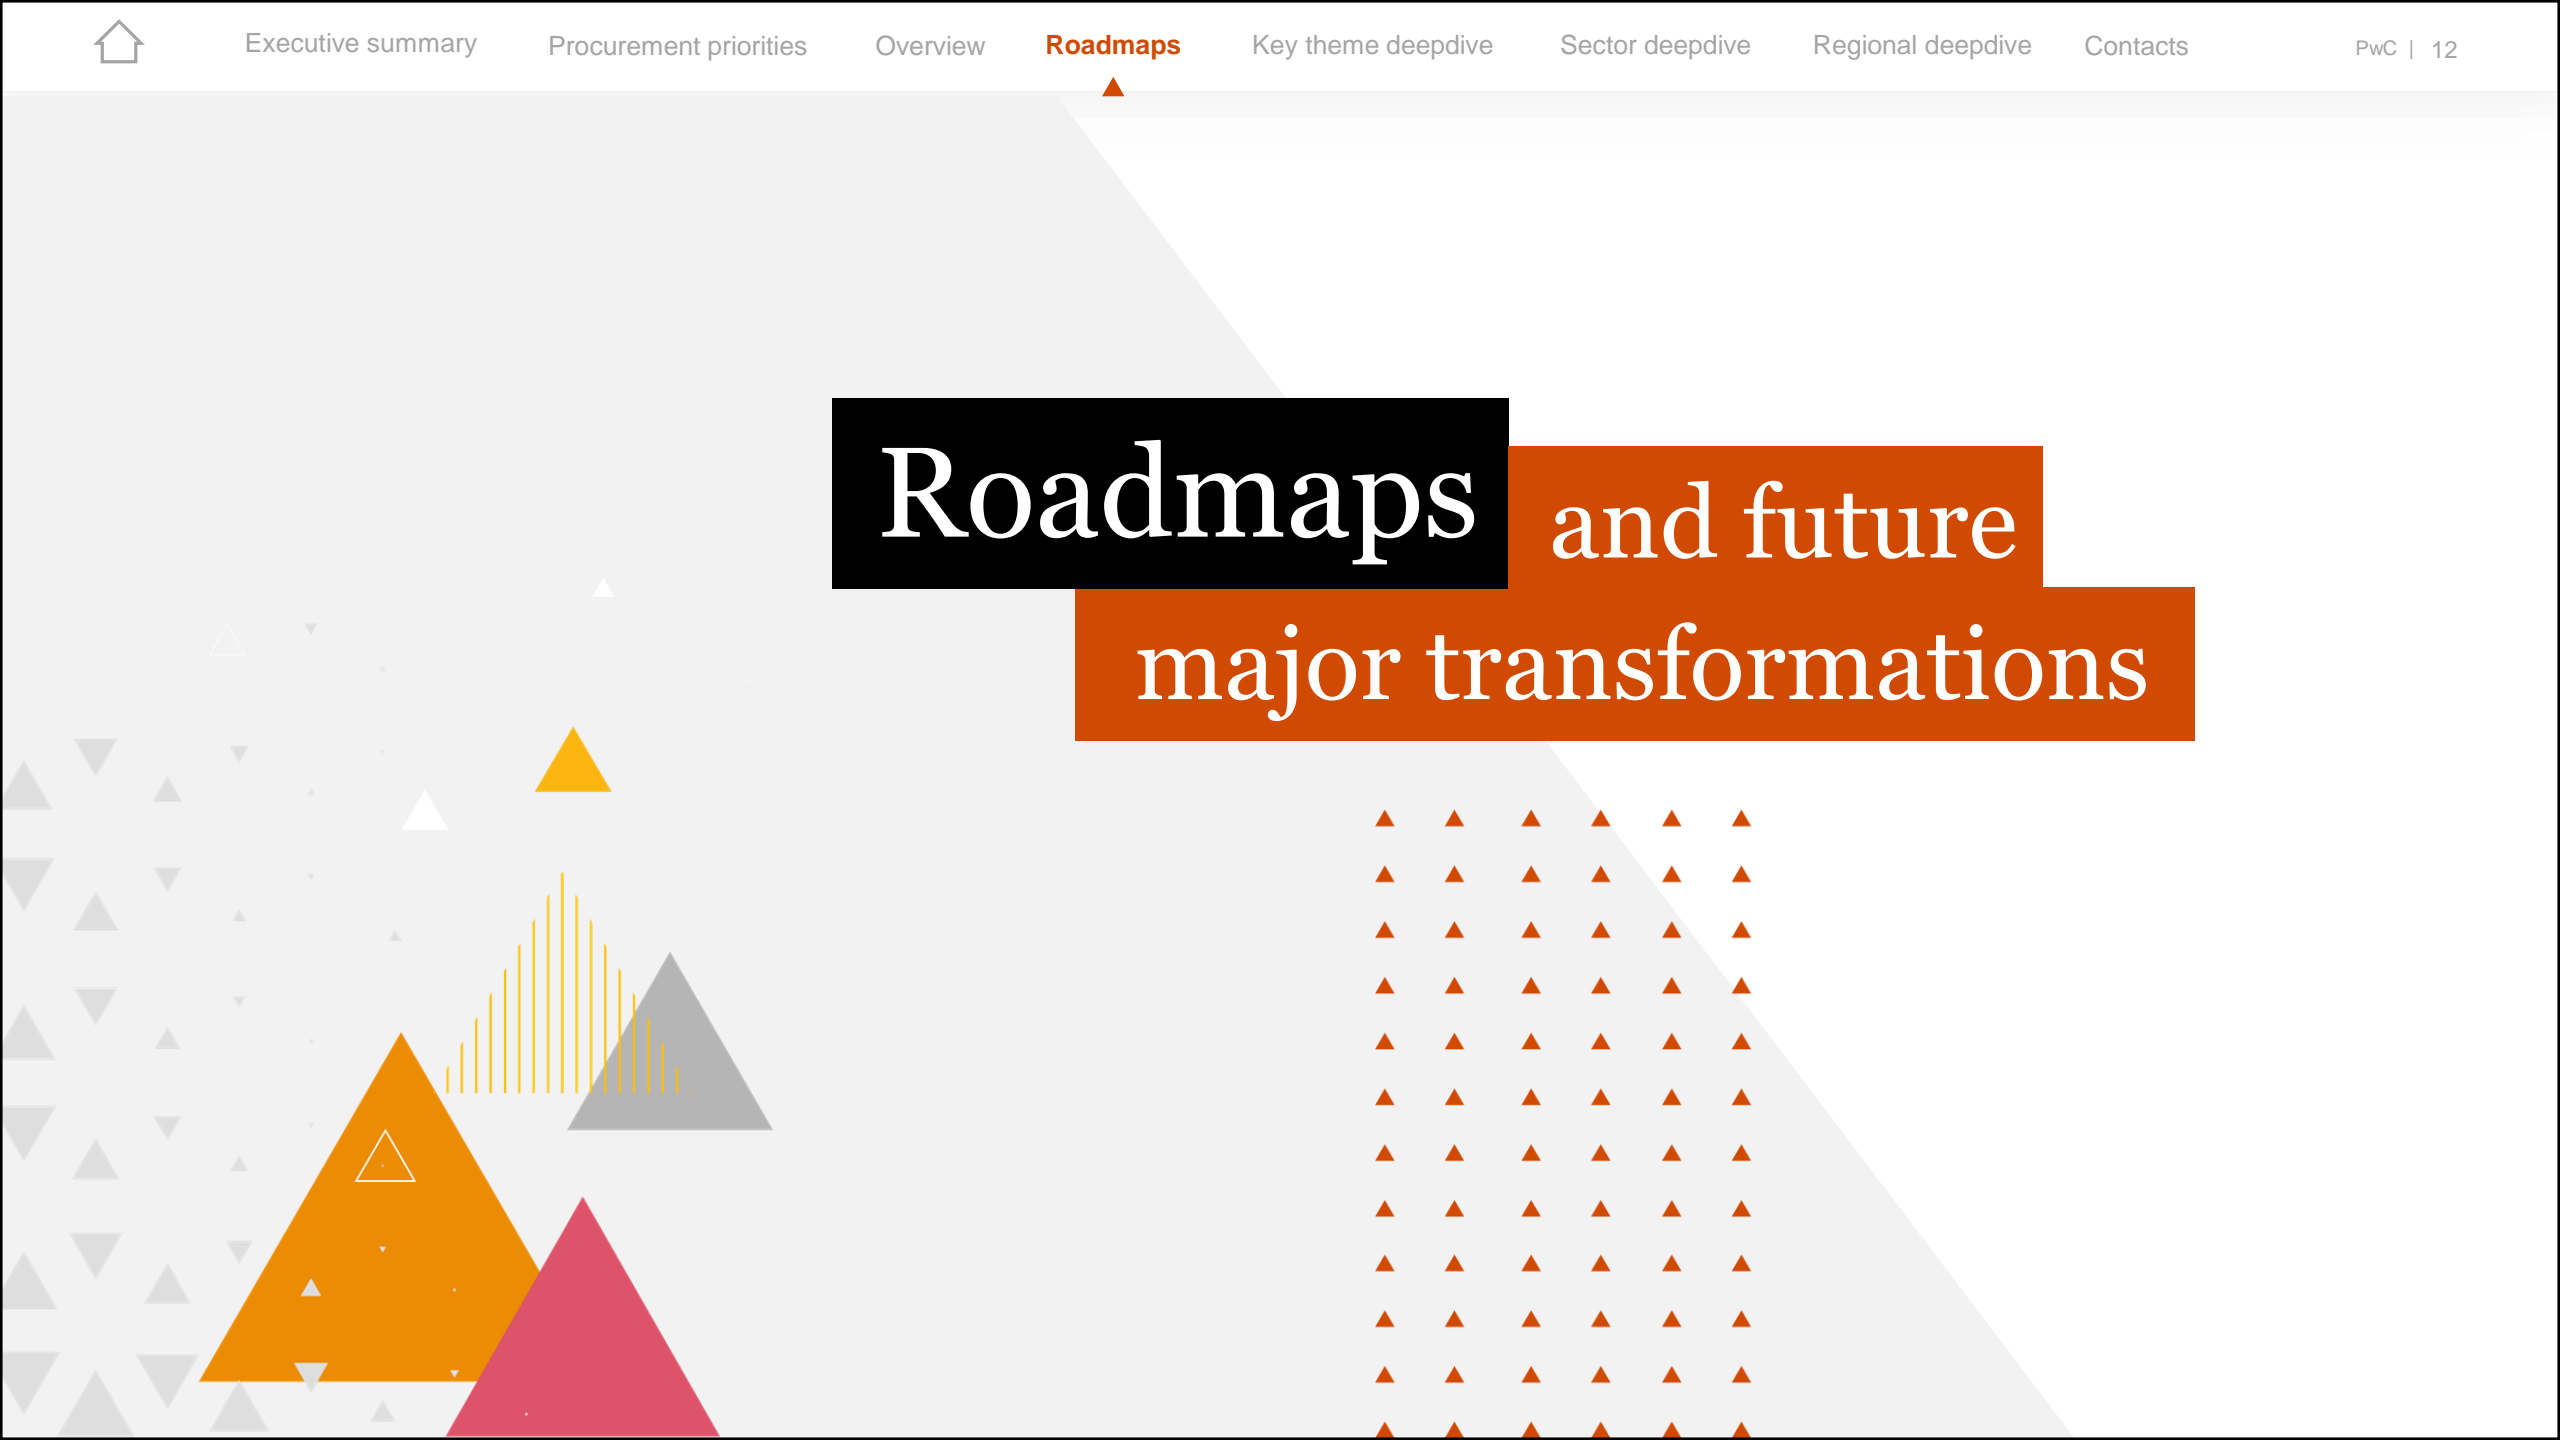 Executive summary Procurement priorities Overview Roadmaps Key theme deepdive Sector deepdive Regional deepdive Contacts PwC | 12
Roadmaps and future
major transformations